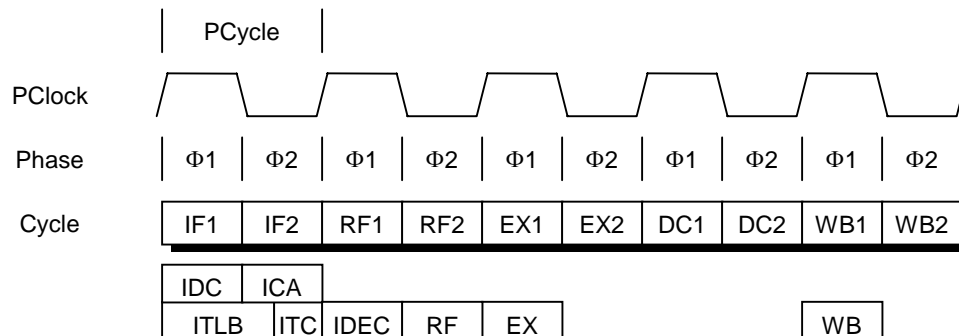 PCycle
PClock
Phase Φ1 Φ2 Φ1 Φ2 Φ1 Φ2 Φ1 Φ2 Φ1 Φ2
Cycle IF1 IF2 RF1 RF2 EX1 EX2 DC1 DC2 WB1 WB2
IDC ICA
ITLB ITC IDEC RF EX WB